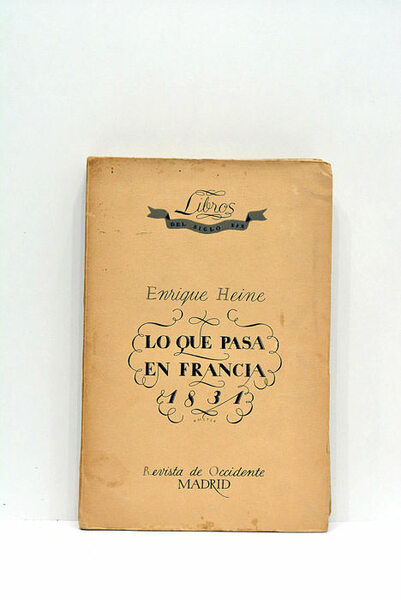 Libros
DEL SIGLO XIX
Enrique Heine
LO QUE PASA
EN FRANCIA
1831
Revista de Occidente
MADRID